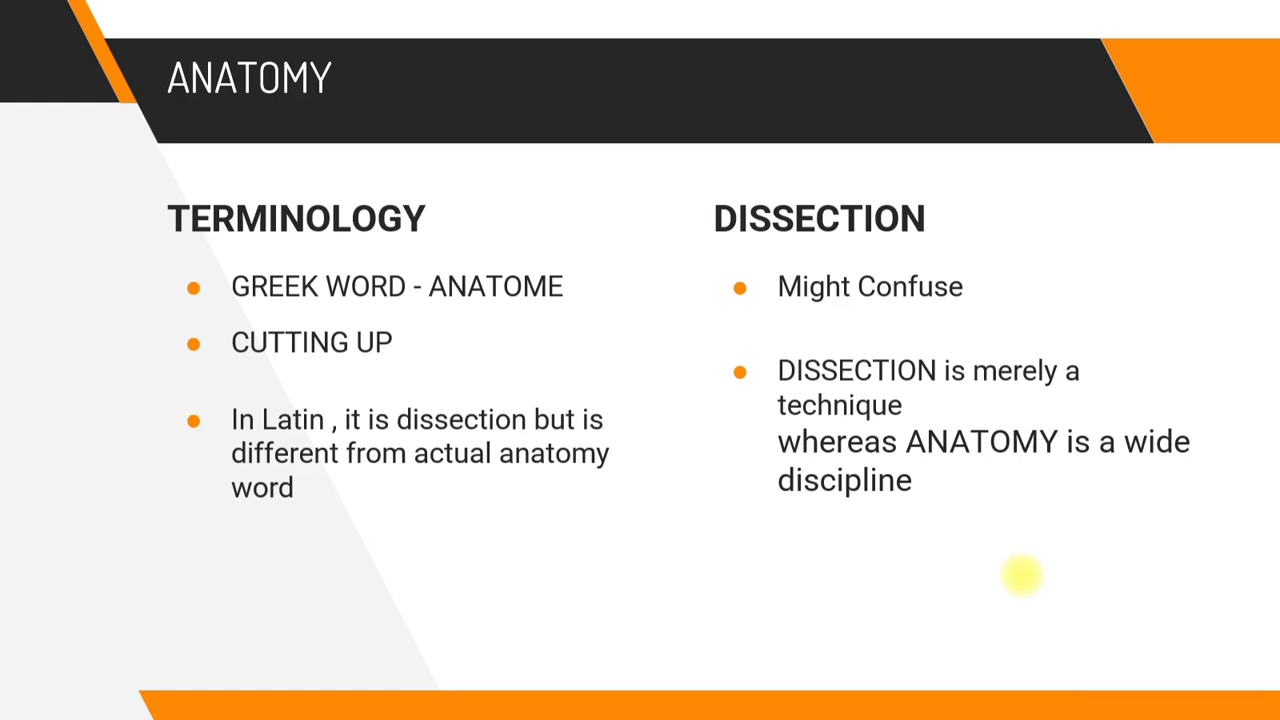 ANATOMY
TERMINOLOGY
GREEK WORD - ANATOME
CUTTING UP
In Latin , it is dissection but is
different from actual anatomy
word
DISSECTION
Might Confuse
DISSECTION is merely a
technique
whereas ANATOMY is a wide
discipline